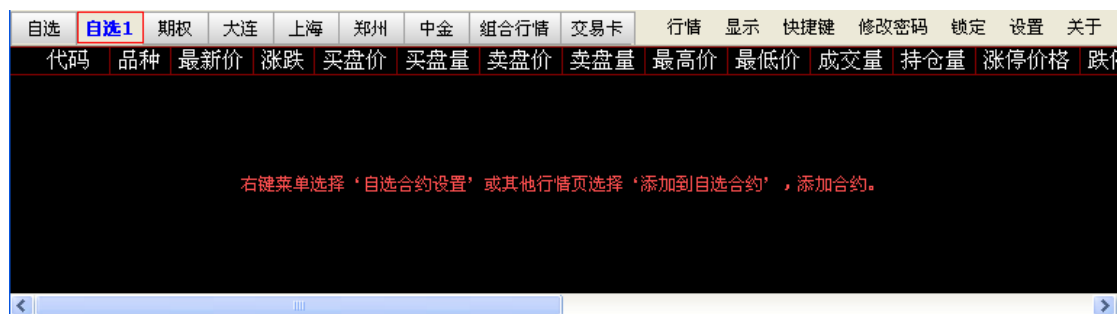 自选 自选1 期权 大连 上海 郑州 中金 组合行情 交易卡 行情 显示 快捷键 修改密码 锁定 设置 关于
代码 品种 最新价 涨跌 买盘价 买盘量 卖盘价 卖盘量 最高价 最低价 成交量 持仓量 涨停价格 跌
右键菜单选择‘自选合约设置’或其他行情页选择‘添加到自选合约’,添加合约。